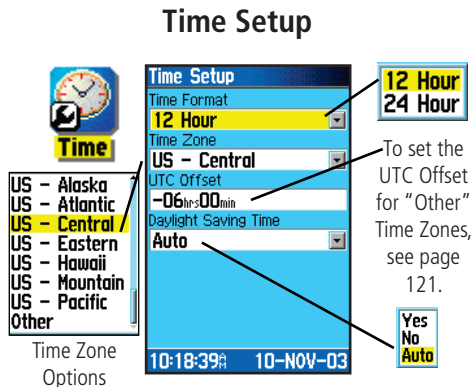 Time Setup
Time
US - Alaska
US - Atlantic
US - Central
US - Eastern
US - Hawaii
US - Mountain
US - Pacific
Other
Time Zone
Options
Time Setup
Time Format
12 Hour
Time Zone
US - Central
UTC Offset
-06hrs00min
Daylight Saving Time
Auto
10:18:39A 10-NOV-03
12 Hour
24 Hour
To set the
UTC Offset
for “Other”
Time Zones,
see page
121.
Yes
No
Auto